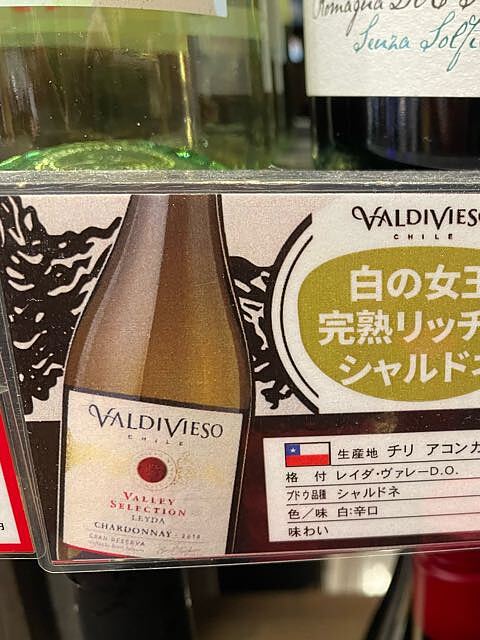 Romagna D.O.C
Senza Solfi
VALDIVIESO
CHILE
白の女王
完熟リッチ
シャルドネ
VALDIVIESO
CHILE
VALLEY
SELECTION
LEYDA
CHARDONNAY
GRAN RESERVA
生産地 チリ アコンカ
格 付 レイダ・ヴァレーD.O.
ブドウ品種 シャルドネ
色/味 白:辛口
味わい
円